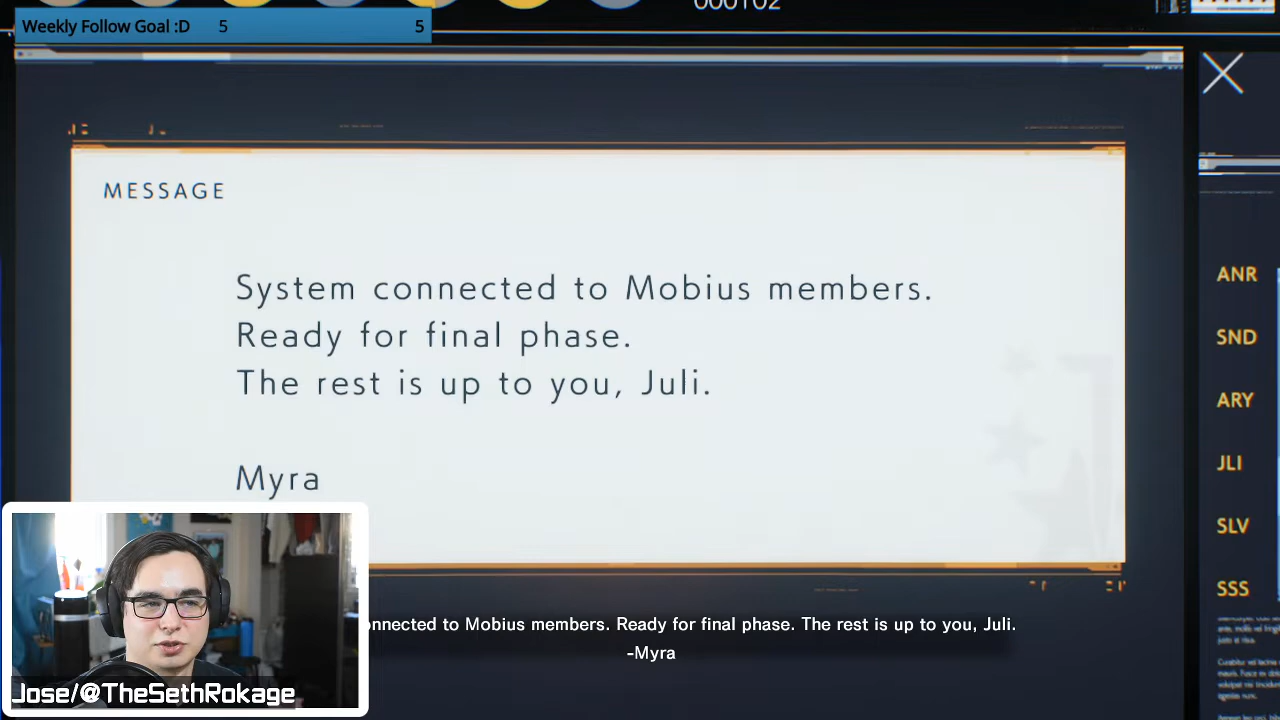 000102
Weekly Follow Goal :D 5 5
MESSAGE
System connected to Mobius members.
Ready for final phase.
The rest is up to you, Juli.
Myra
ANR
SND
ARY
JLI
SLV
SSS
onnected to Mobius members. Ready for final phase. The rest is up to you, Juli.
-Myra
Jose/@TheSethRokage